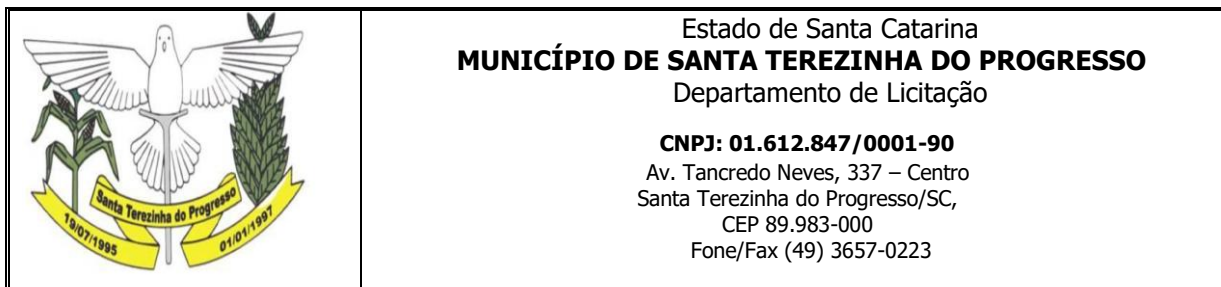 Santa Terezinha do Progresso
19/07/1995
01/01/1997
Estado de Santa Catarina
MUNICÍPIO DE SANTA TEREZINHA DO PROGRESSO
Departamento de Licitação
CNPJ: 01.612.847/0001-90
Av. Tancredo Neves, 337 – Centro
Santa Terezinha do Progresso/SC,
CEP 89.983-000
Fone/Fax (49) 3657-0223